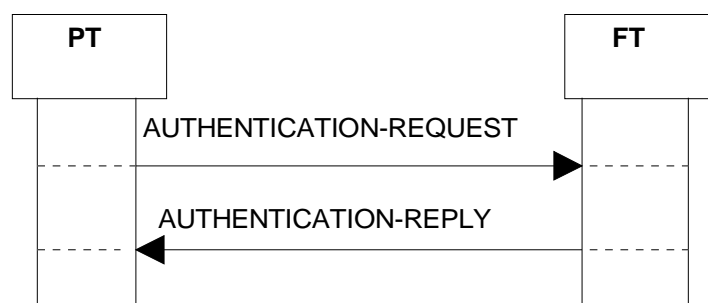 PT
FT
AUTHENTICATION-REQUEST
AUTHENTICATION-REPLY